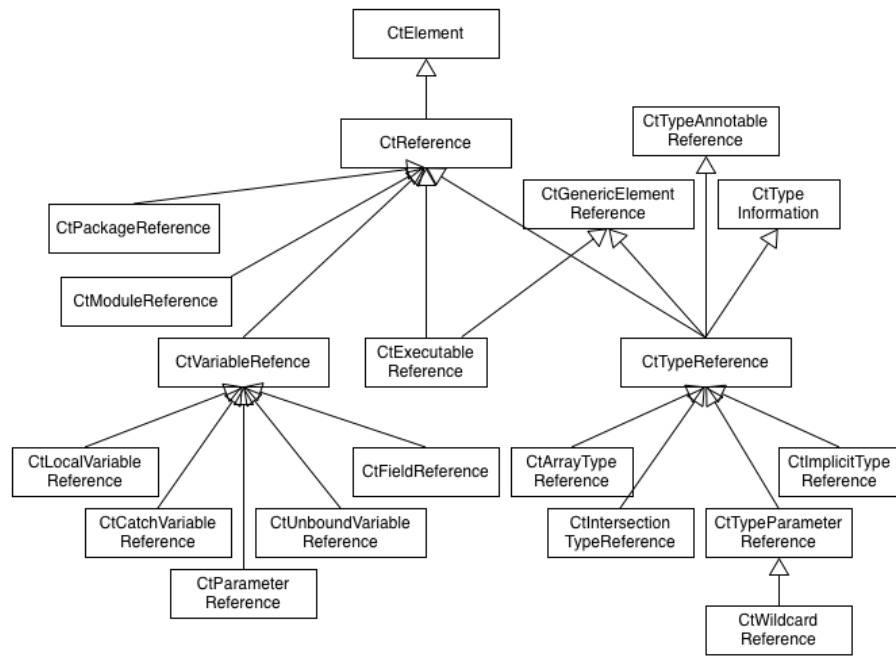 CtElement
CtReference
CtTypeAnnotable
Reference
CtGenericElement
Reference
CtType
Information
CtPackageReference
CtModuleReference
CtVariableRefence
CtExecutable
Reference
CtTypeReference
CtLocalVariable
Reference
CtFieldReference
CtArrayType
Reference
CtImplicitType
Reference
CtCatchVariable
Reference
CtUnboundVariable
Reference
CtIntersection
TypeReference
CtTypeParameter
Reference
CtParameter
Reference
CtWildcard
Reference